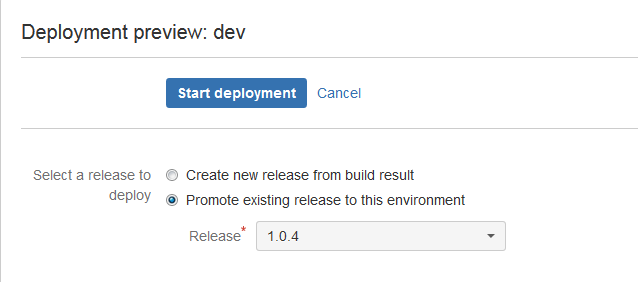 Deployment preview: dev
Start deployment Cancel
Select a release to deploy
Create new release from build result
Promote existing release to this environment
Release* 1.0.4